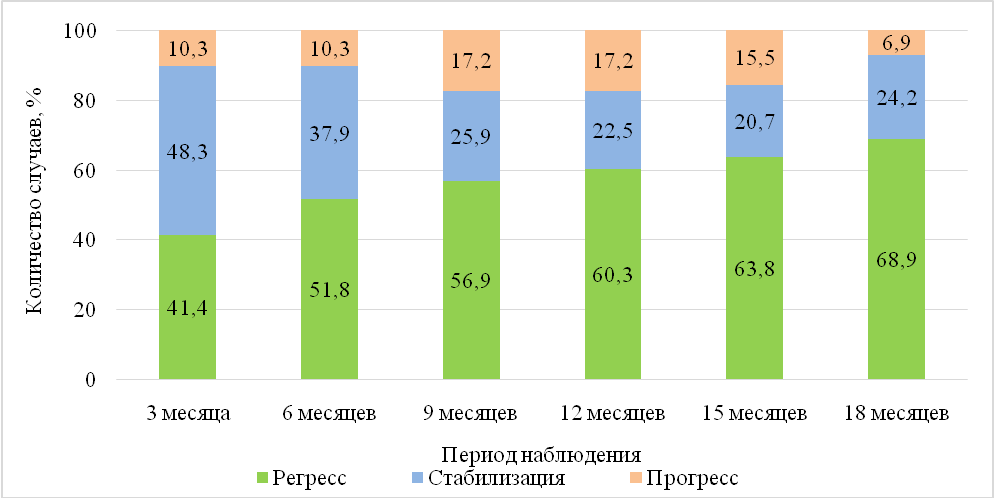 Количество случаев, %
100
80
60
40
20
0
10,3 10,3 17,2 17,2 15,5 6,9
48,3 37,9 25,9 22,5 20,7 24,2
41,4 51,8 56,9 60,3 63,8 68,9
3 месяца 6 месяцев 9 месяцев 12 месяцев 15 месяцев 18 месяцев
Период наблюдения
Регресс Стабилизация Прогресс